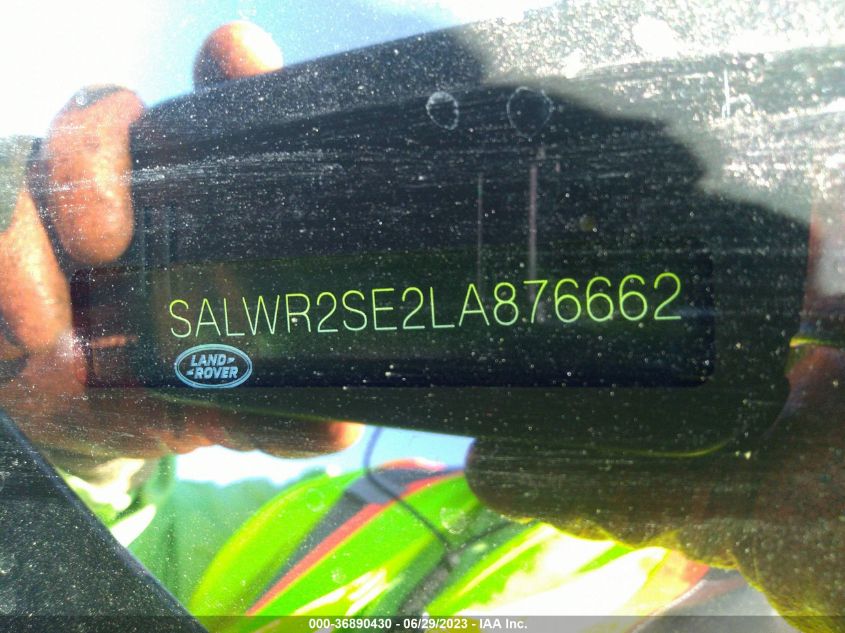 SALWR2SE2LA876662
LAND
ROVER
000-36890430 - 06/29/2023 - IAA Inc.